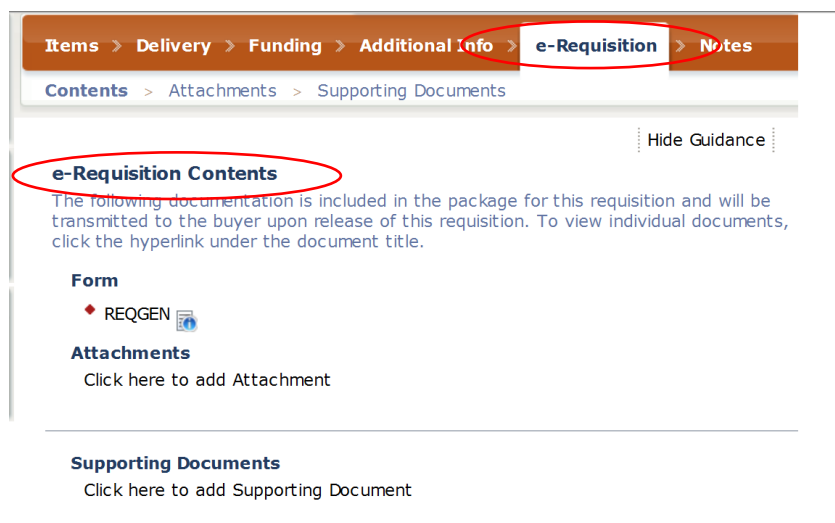 Items > Delivery > Funding > Additional Info > e-Requisition > Notes
Contents > Attachments > Supporting Documents
Hide Guidance
e-Requisition Contents
The following documentation is included in the package for this requisition and will be
transmitted to the buyer upon release of this requisition. To view individual documents,
click the hyperlink under the document title.
Form
REQGEN
Attachments
Click here to add Attachment
Supporting Documents
Click here to add Supporting Document